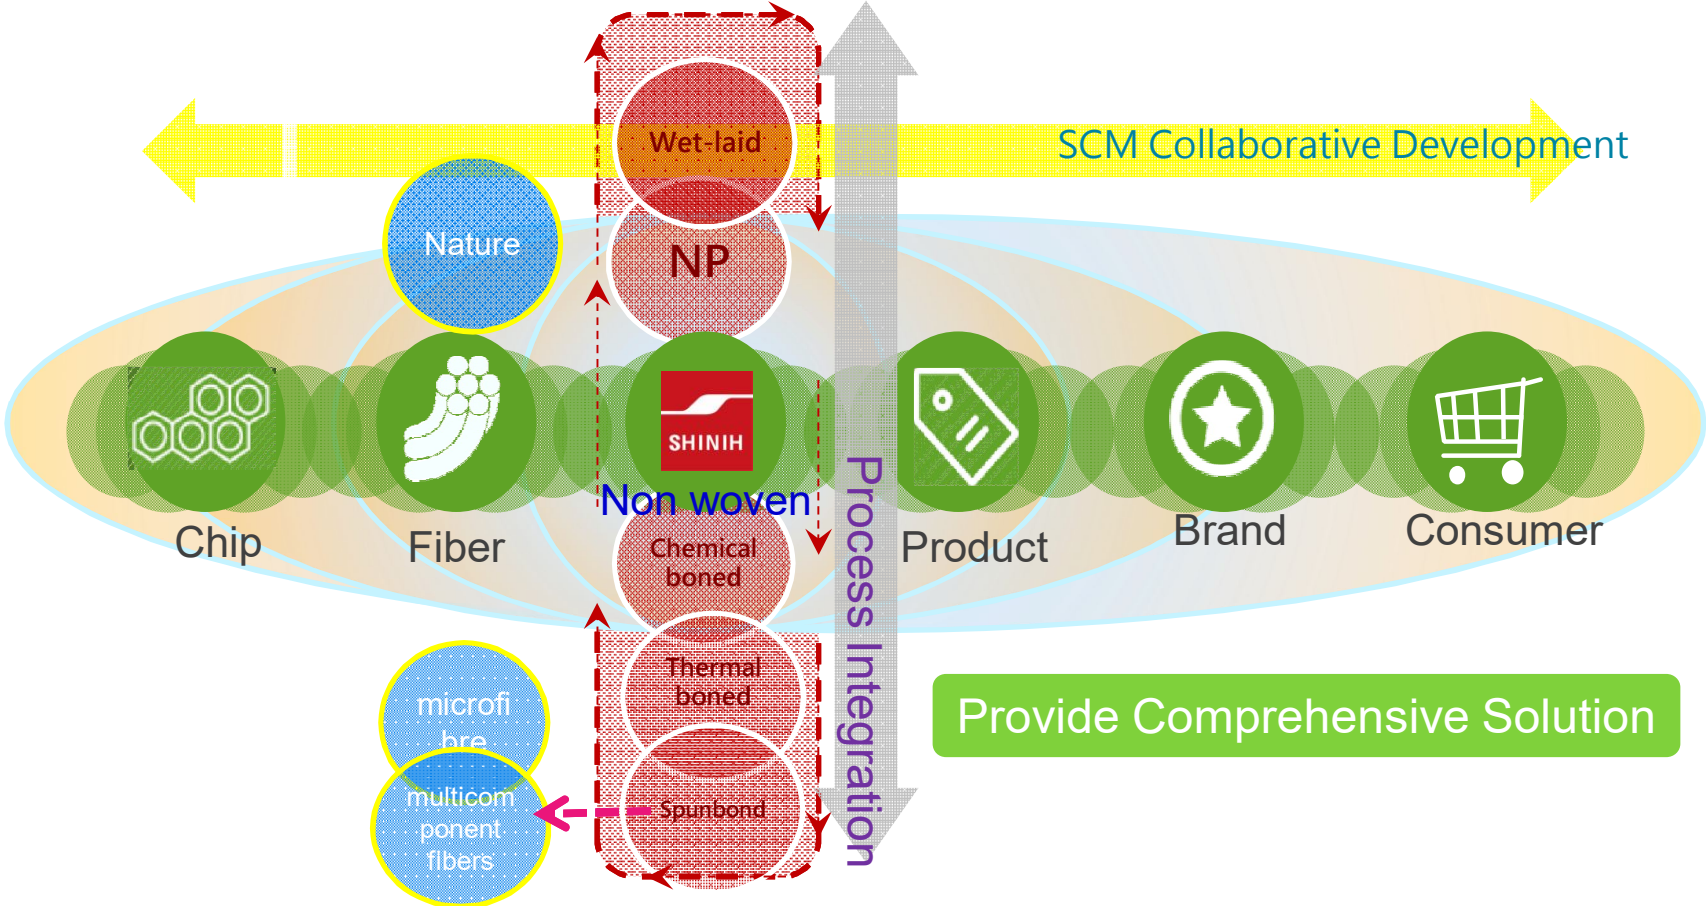 Wet-laid
SCM Collaborative Development
Nature
NP
SHINIH
Non woven
Chip
Fiber
Product
Brand
Consumer
Chemical
boned
Process Integration
Thermal
boned
microfi
bre
Provide Comprehensive Solution
multicom
ponent
fibers
Spunbond